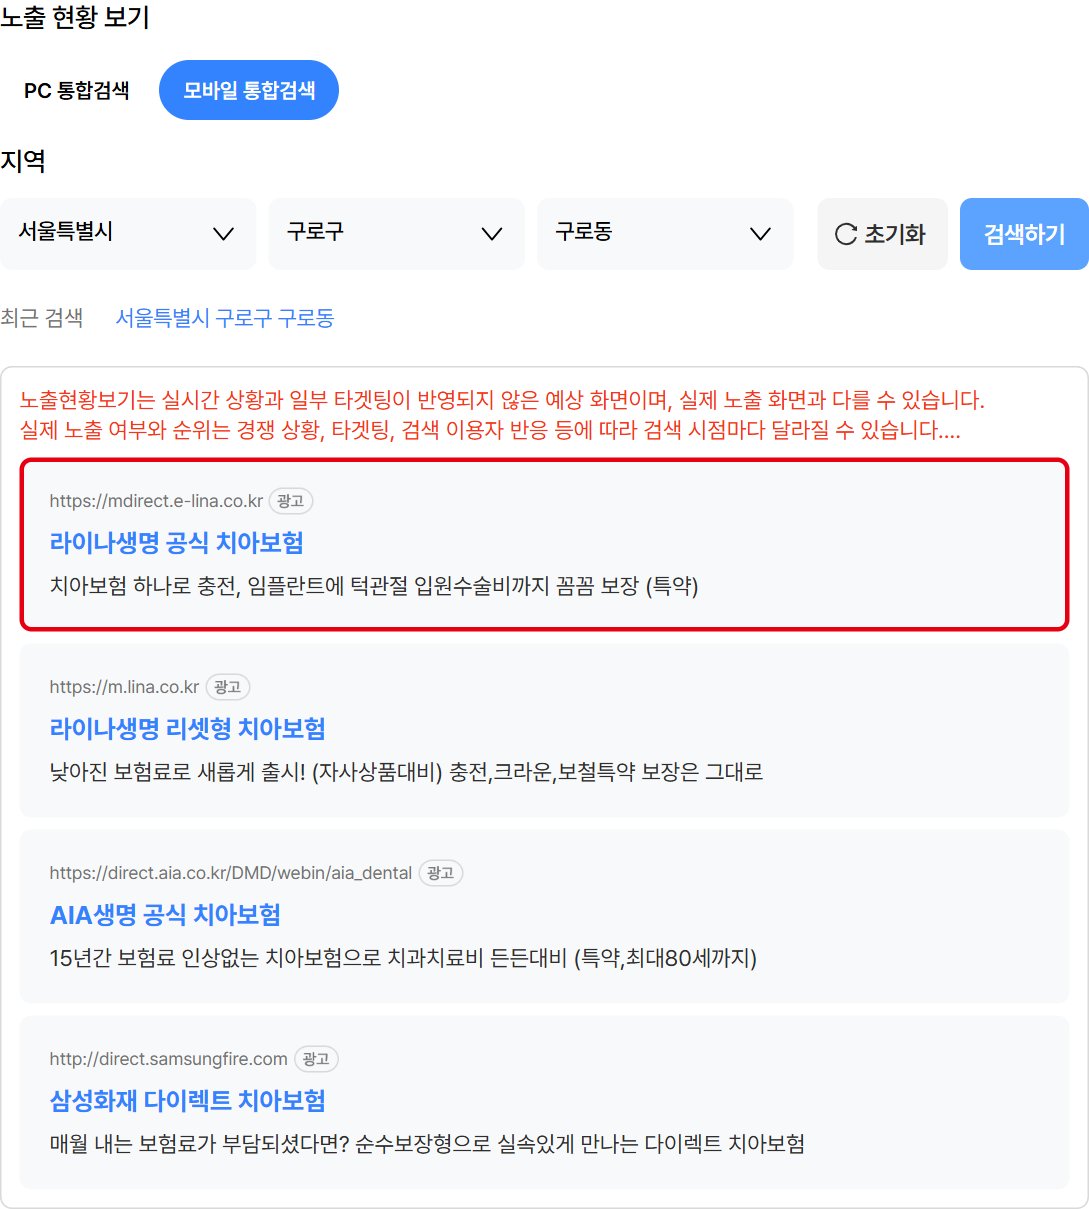 노출 현황 보기
PC 통합검색 모바일 통합검색
지역
서울특별시 구로구 구로동 초기화 검색하기
최근 검색 서울특별시 구로구 구로동
노출현황보기는 실시간 상황과 일부 타겟팅이 반영되지 않은 예상 화면이며, 실제 노출 화면과 다를 수 있습니다.
실제 노출 여부와 순위는 경쟁 상황, 타겟팅, 검색 이용자 반응 등에 따라 검색 시점마다 달라질 수 있습니다....
https://mdirect.e-lina.co.kr 광고
라이나생명 공식 치아보험
치아보험 하나로 충전, 임플란트에 턱관절 입원수술비까지 꼼꼼 보장 (특약)
https://m.lina.co.kr 광고
라이나생명 리셋형 치아보험
낮아진 보험료로 새롭게 출시! (자사상품대비) 충전,크라운,보철특약 보장은 그대로
https://direct.aia.co.kr/DMD/webin/aia_dental 광고
AIA생명 공식 치아보험
15년간 보험료 인상없는 치아보험으로 치과치료비 든든대비 (특약,최대80세까지)
http://direct.samsungfire.com 광고
삼성화재 다이렉트 치아보험
매월 내는 보험료가 부담되셨다면? 순수보장형으로 실속있게 만나는 다이렉트 치아보험